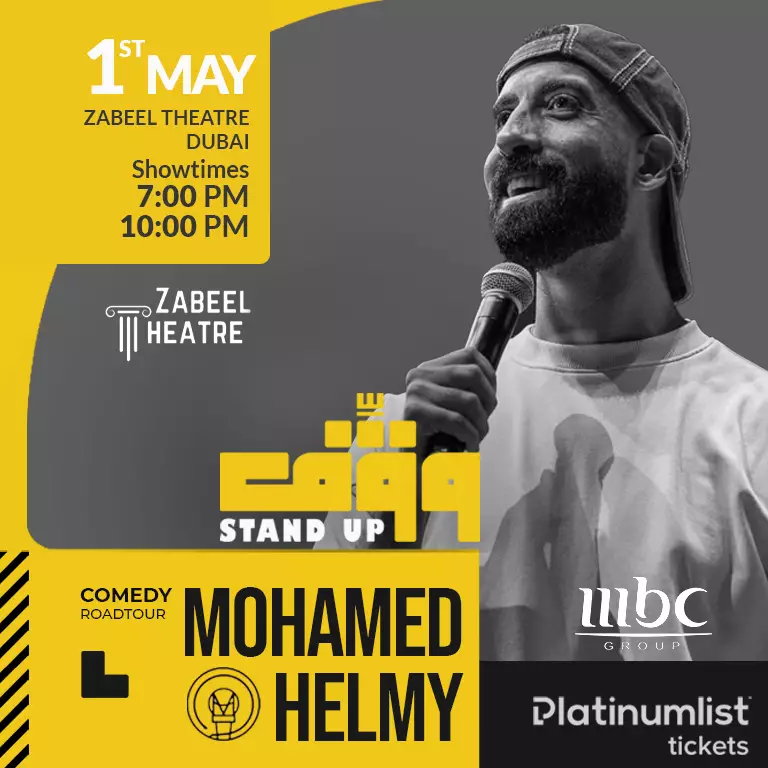 1ST MAY
ZABEEL THEATRE
DUBAI
Showtimes
7:00 PM
10:00 PM
ZABEEL
THEATRE
وقوف
STAND UP
COMEDY
ROADTOUR
MOHAMED
HELMY
mbc
GROUP
Platinumlist
tickets